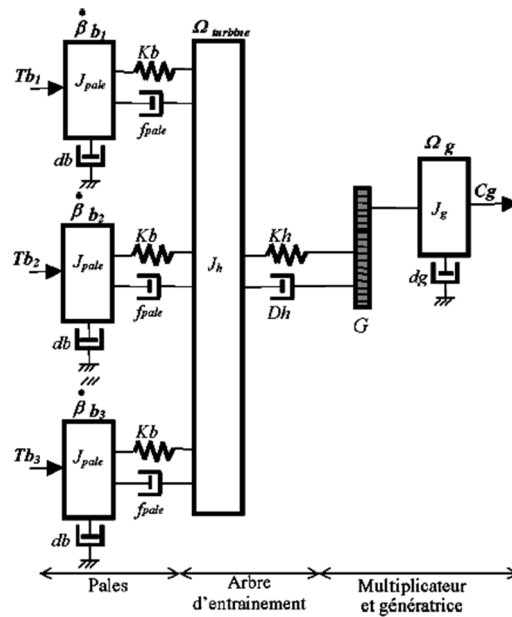 β̇ b1
Ω turbine
Kb
Tb1
Jpale
fpale
db
β̇ b2
Kb
Tb2
Jpale
fpale
db
Jh
Kh
Dh
G
Ω g
Jg
Cg
dg
β̇ b3
Kb
Tb3
Jpale
fpale
db
Pales
Arbre
d'entrainement
Multiplicateur
et génératrice